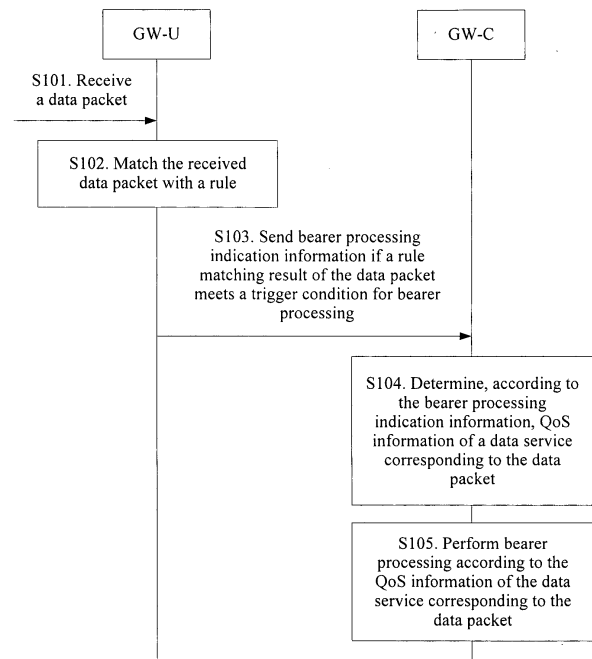 GW-U
GW-C
S101. Receive
a data packet
S102. Match the received
data packet with a rule
S103. Send bearer processing
indication information if a rule
matching result of the data packet
meets a trigger condition for bearer
processing
S104. Determine, according to
the bearer processing
indication information, QoS
information of a data service
corresponding to the data
packet
S105. Perform bearer
processing according to the
QoS information of the data
service corresponding to the
data packet